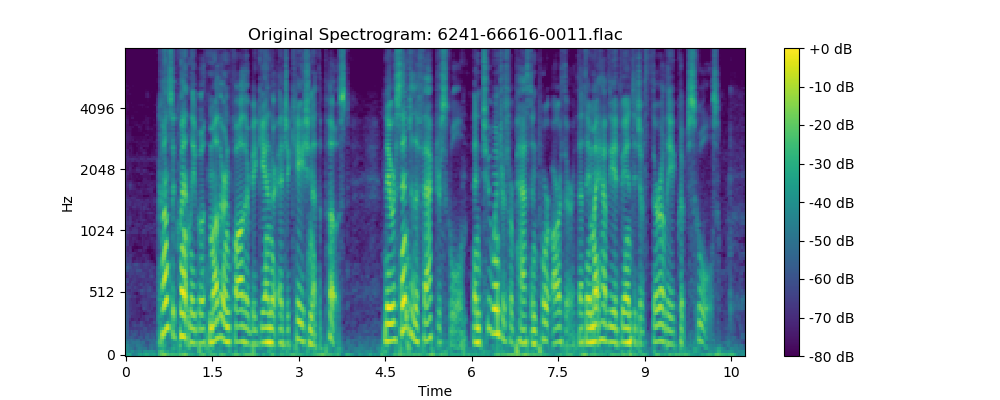 Original Spectrogram: 6241-66616-0011.flac
Hz
4096
2048
1024
512
0
0 1.5 3 4.5 6 7.5 9 10
Time
+0 dB
-10 dB
-20 dB
-30 dB
-40 dB
-50 dB
-60 dB
-70 dB
-80 dB